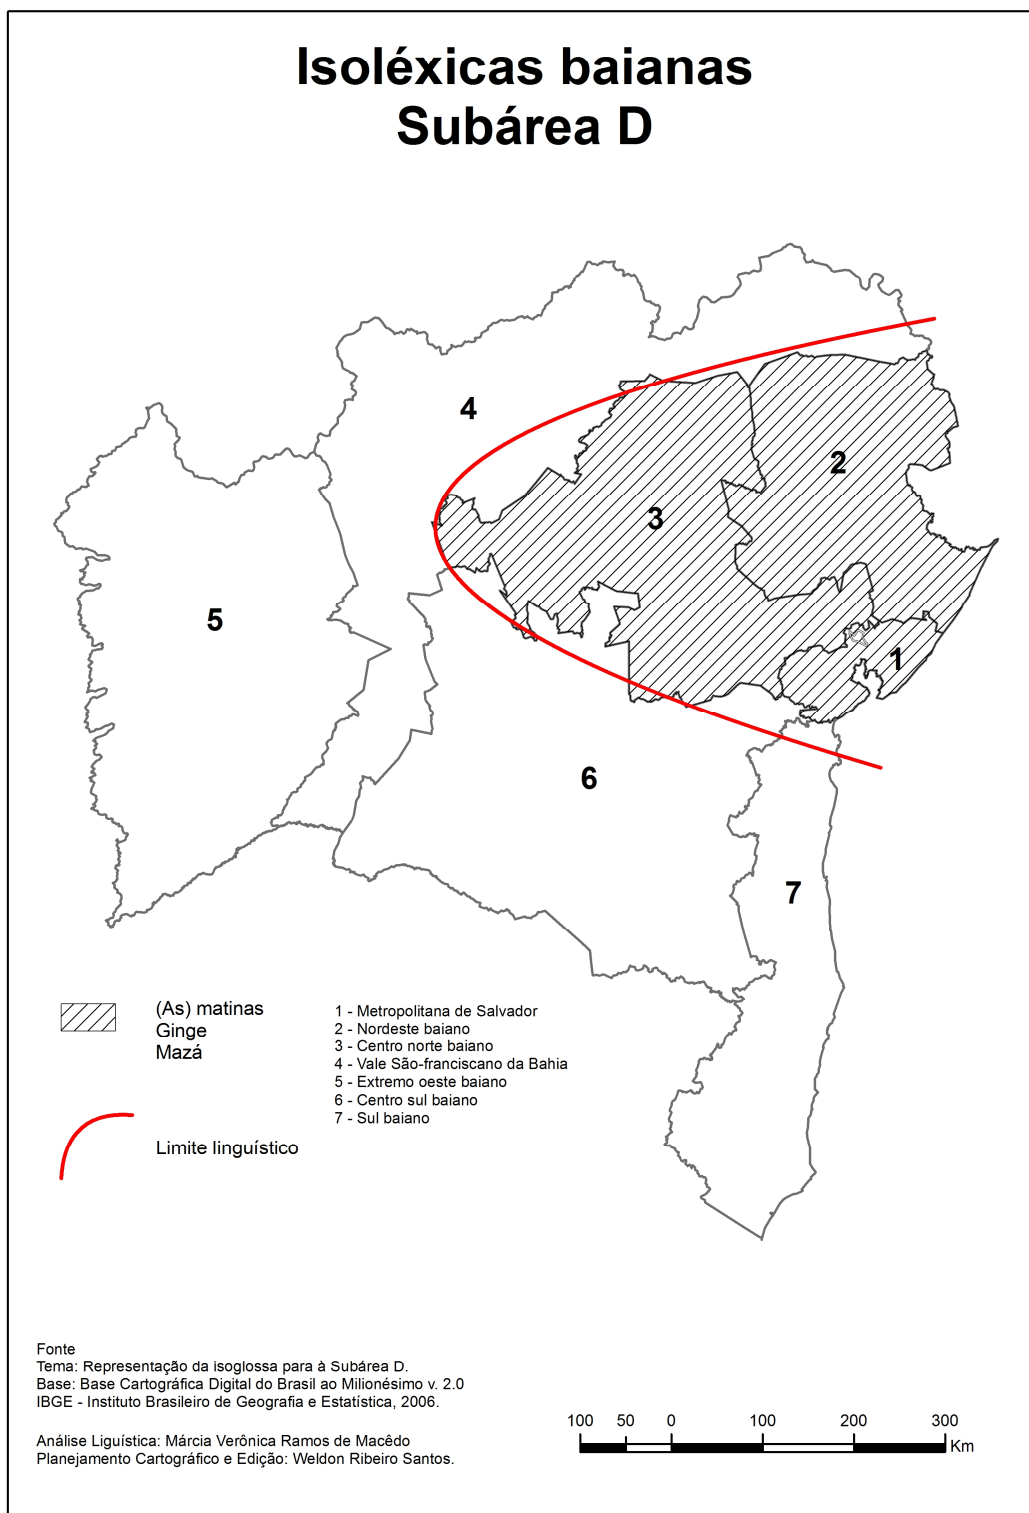 Isoléxicas baianas
Subárea D
4
2
3
5
1
6
7
(As) matinas
Ginge
Mazá
1 - Metropolitana de Salvador
2 - Nordeste baiano
3 - Centro norte baiano
4 - Vale São-franciscano da Bahia
5 - Extremo oeste baiano
6 - Centro sul baiano
7 - Sul baiano
Limite linguístico
Fonte
Tema: Representação da isoglossa para à Subárea D.
Base: Base Cartográfica Digital do Brasil ao Milionésimo v. 2.0
IBGE - Instituto Brasileiro de Geografia e Estatística, 2006.
Análise Liguística: Márcia Verônica Ramos de Macêdo
Planejamento Cartográfico e Edição: Weldon Ribeiro Santos.
100 50 0 100 200 300
Km